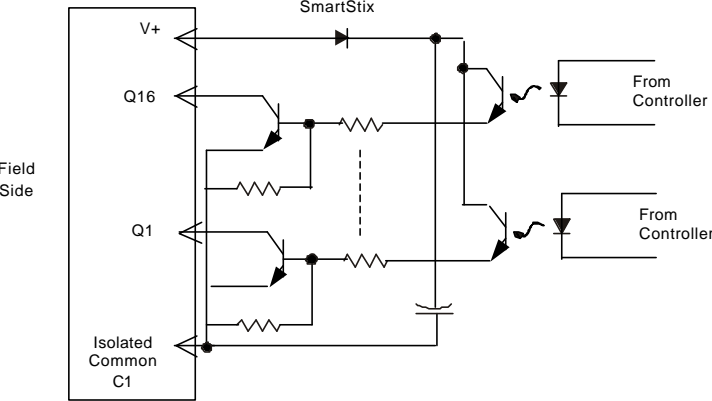 SmartStix
V+
Q16
From
Controller
Field
Side
Q1
From
Controller
Isolated
Common
C1